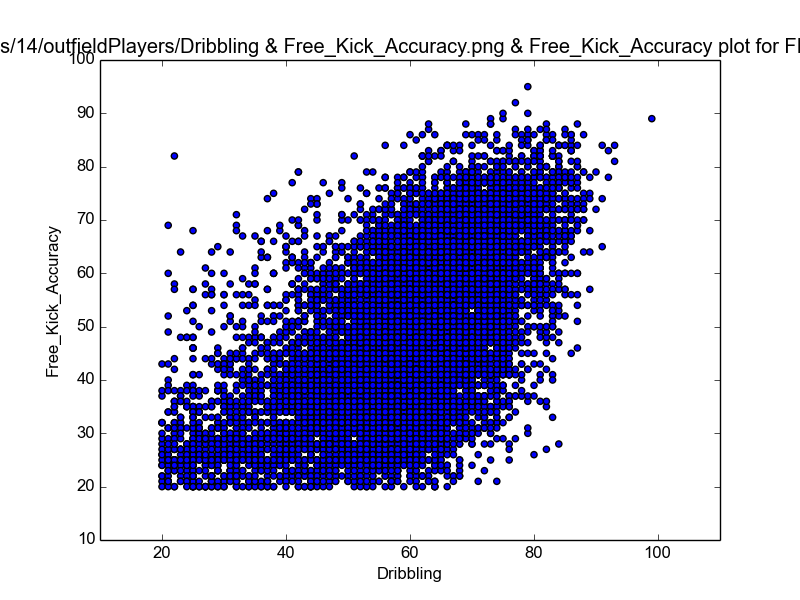 s/14/outfieldPlayers/Dribbling & Free_Kick_Accuracy.png & Free_Kick_Accuracy plot for FI
100
90
80
70
60
50
40
30
20
10
Free_Kick_Accuracy
20 40 60 80 100
Dribbling